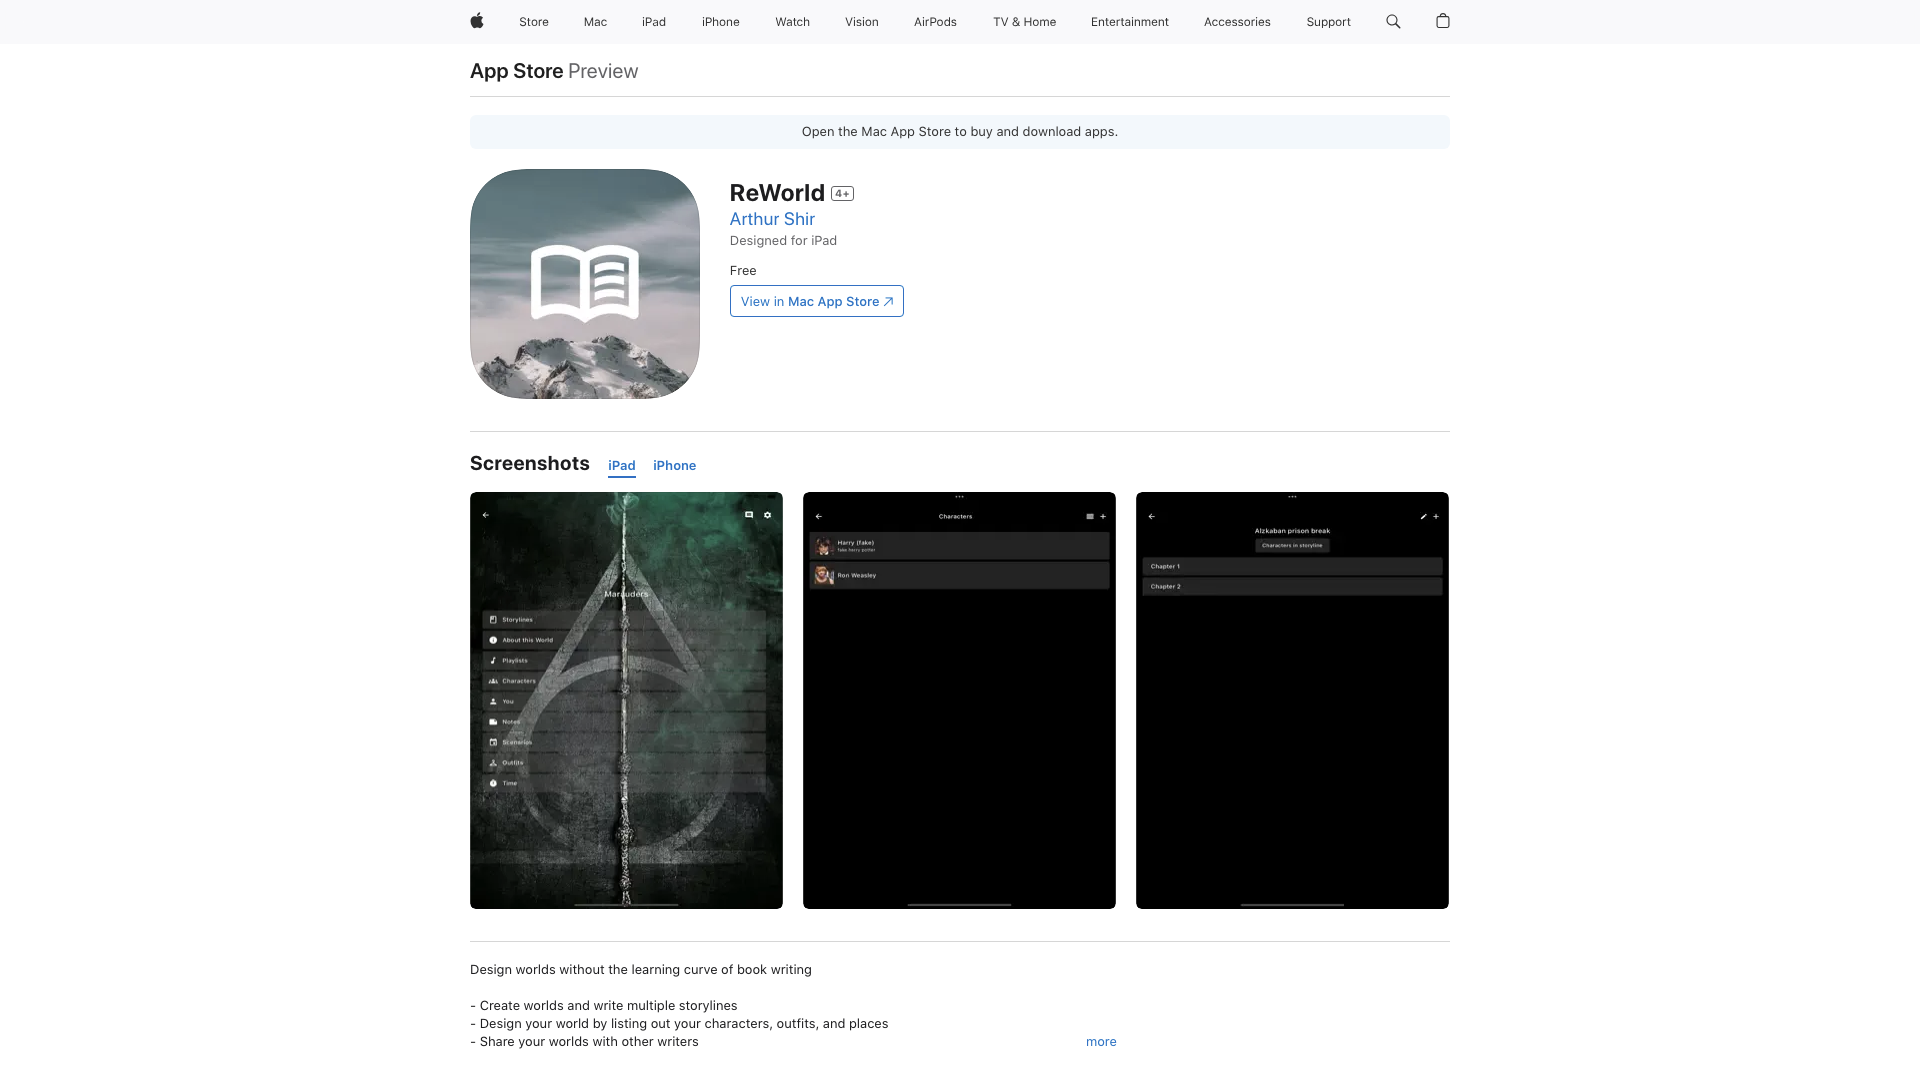 Store Mac iPad iPhone Watch Vision AirPods TV & Home Entertainment Accessories Support
App Store Preview
Open the Mac App Store to buy and download apps.
ReWorld 4+
Arthur Shir
Designed for iPad
Free
View in Mac App Store
Screenshots iPad iPhone
Marauders
Storylines
About this World
Playlists
Characters
You
Notes
Scenarios
Outfits
Time
Characters
Harry (fake)
fake harry potter
Ron Weasley
Alzkaban prison break
Characters in storyline
Chapter 1
Chapter 2
Design worlds without the learning curve of book writing
- Create worlds and write multiple storylines
- Design your world by listing out your characters, outfits, and places
- Share your worlds with other writers
more